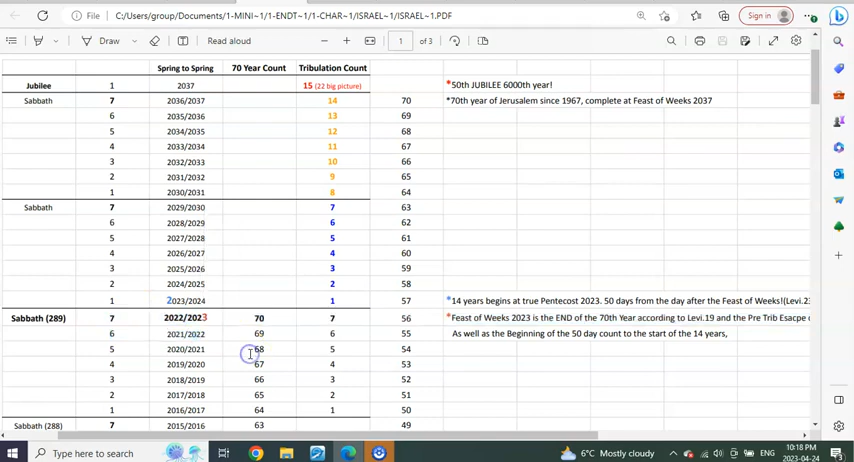 File C:/Users/group/Documents/1-MINI~1/1-ENDT~1/1-CHAR~1/ISRAEL~1/ISRAEL~1.PDF Sign in
Draw Read aloud 1 of 3
Spring to Spring 70 Year Count Tribulation Count
Jubilee 1 2037 15 (22 big picture) *50th JUBILEE 6000th year!
Sabbath 7 2036/2037 14 70 *70th year of Jerusalem since 1967, complete at Feast of Weeks 2037
6 2035/2036 13 69
5 2034/2035 12 68
4 2033/2034 11 67
3 2032/2033 10 66
2 2031/2032 9 65
1 2030/2031 8 64
Sabbath 7 2029/2030 7 63
6 2028/2029 6 62
5 2027/2028 5 61
4 2026/2027 4 60
3 2025/2026 3 59
2 2024/2025 2 58
1 2023/2024 1 57 *14 years begins at true Pentecost 2023. 50 days from the day after the Feast of Weeks!(Levi.23
Sabbath (289) 7 2022/2023 70 7 56 *Feast of Weeks 2023 is the END of the 70th Year according to Levi.19 and the Pre Trib Esacpe o
6 2021/2022 69 6 55 As well as the Beginning of the 50 day count to the start of the 14 years,
5 2020/2021 68 5 54
4 2019/2020 67 4 53
3 2018/2019 66 3 52
2 2017/2018 65 2 51
1 2016/2017 64 1 50
Sabbath (288) 7 2015/2016 63 49
Type here to search 6°C Mostly cloudy ENG 10:18 PM
2023-04-24